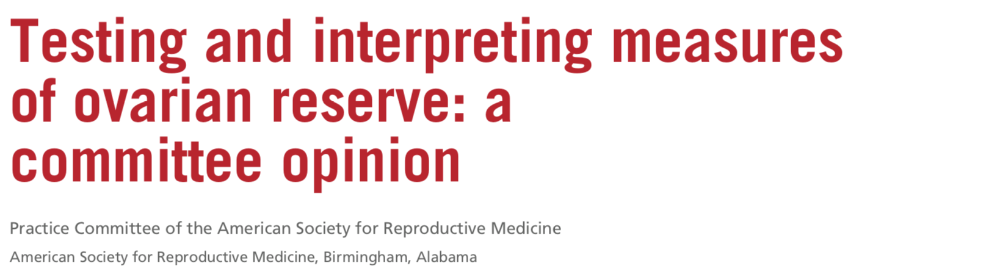 Testing and interpreting measures
of ovarian reserve: a
committee opinion
Practice Committee of the American Society for Reproductive Medicine
American Society for Reproductive Medicine, Birmingham, Alabama